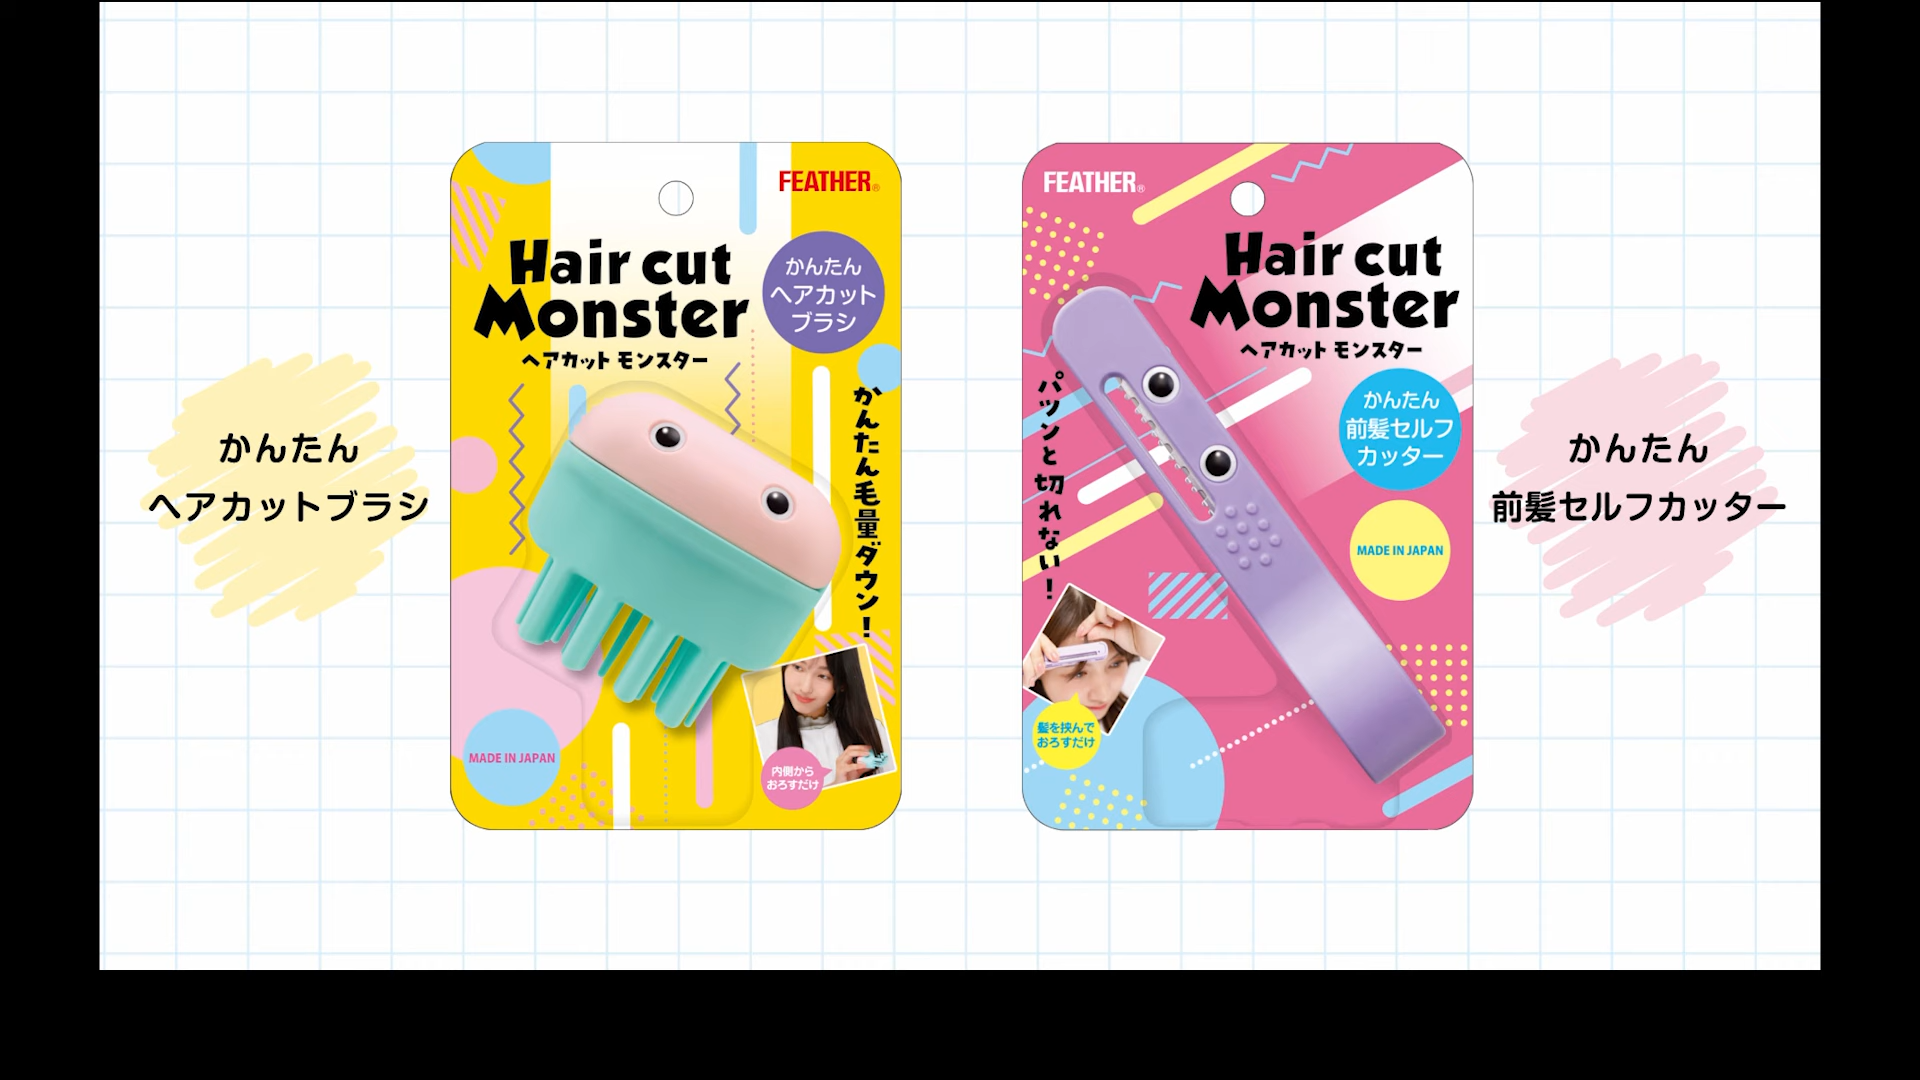 かんたん
ヘアカットブラシ
FEATHER®
Hair cut
Monster
ヘアカット モンスター
かんたん
ヘアカット
ブラシ
かんたん毛量ダウン！
MADE IN JAPAN
内側から
おろすだけ
FEATHER®
Hair cut
Monster
ヘアカット モンスター
パツンと切れない！
かんたん
前髪セルフ
カッター
MADE IN JAPAN
髪を挟んで
おろすだけ
かんたん
前髪セルフカッター